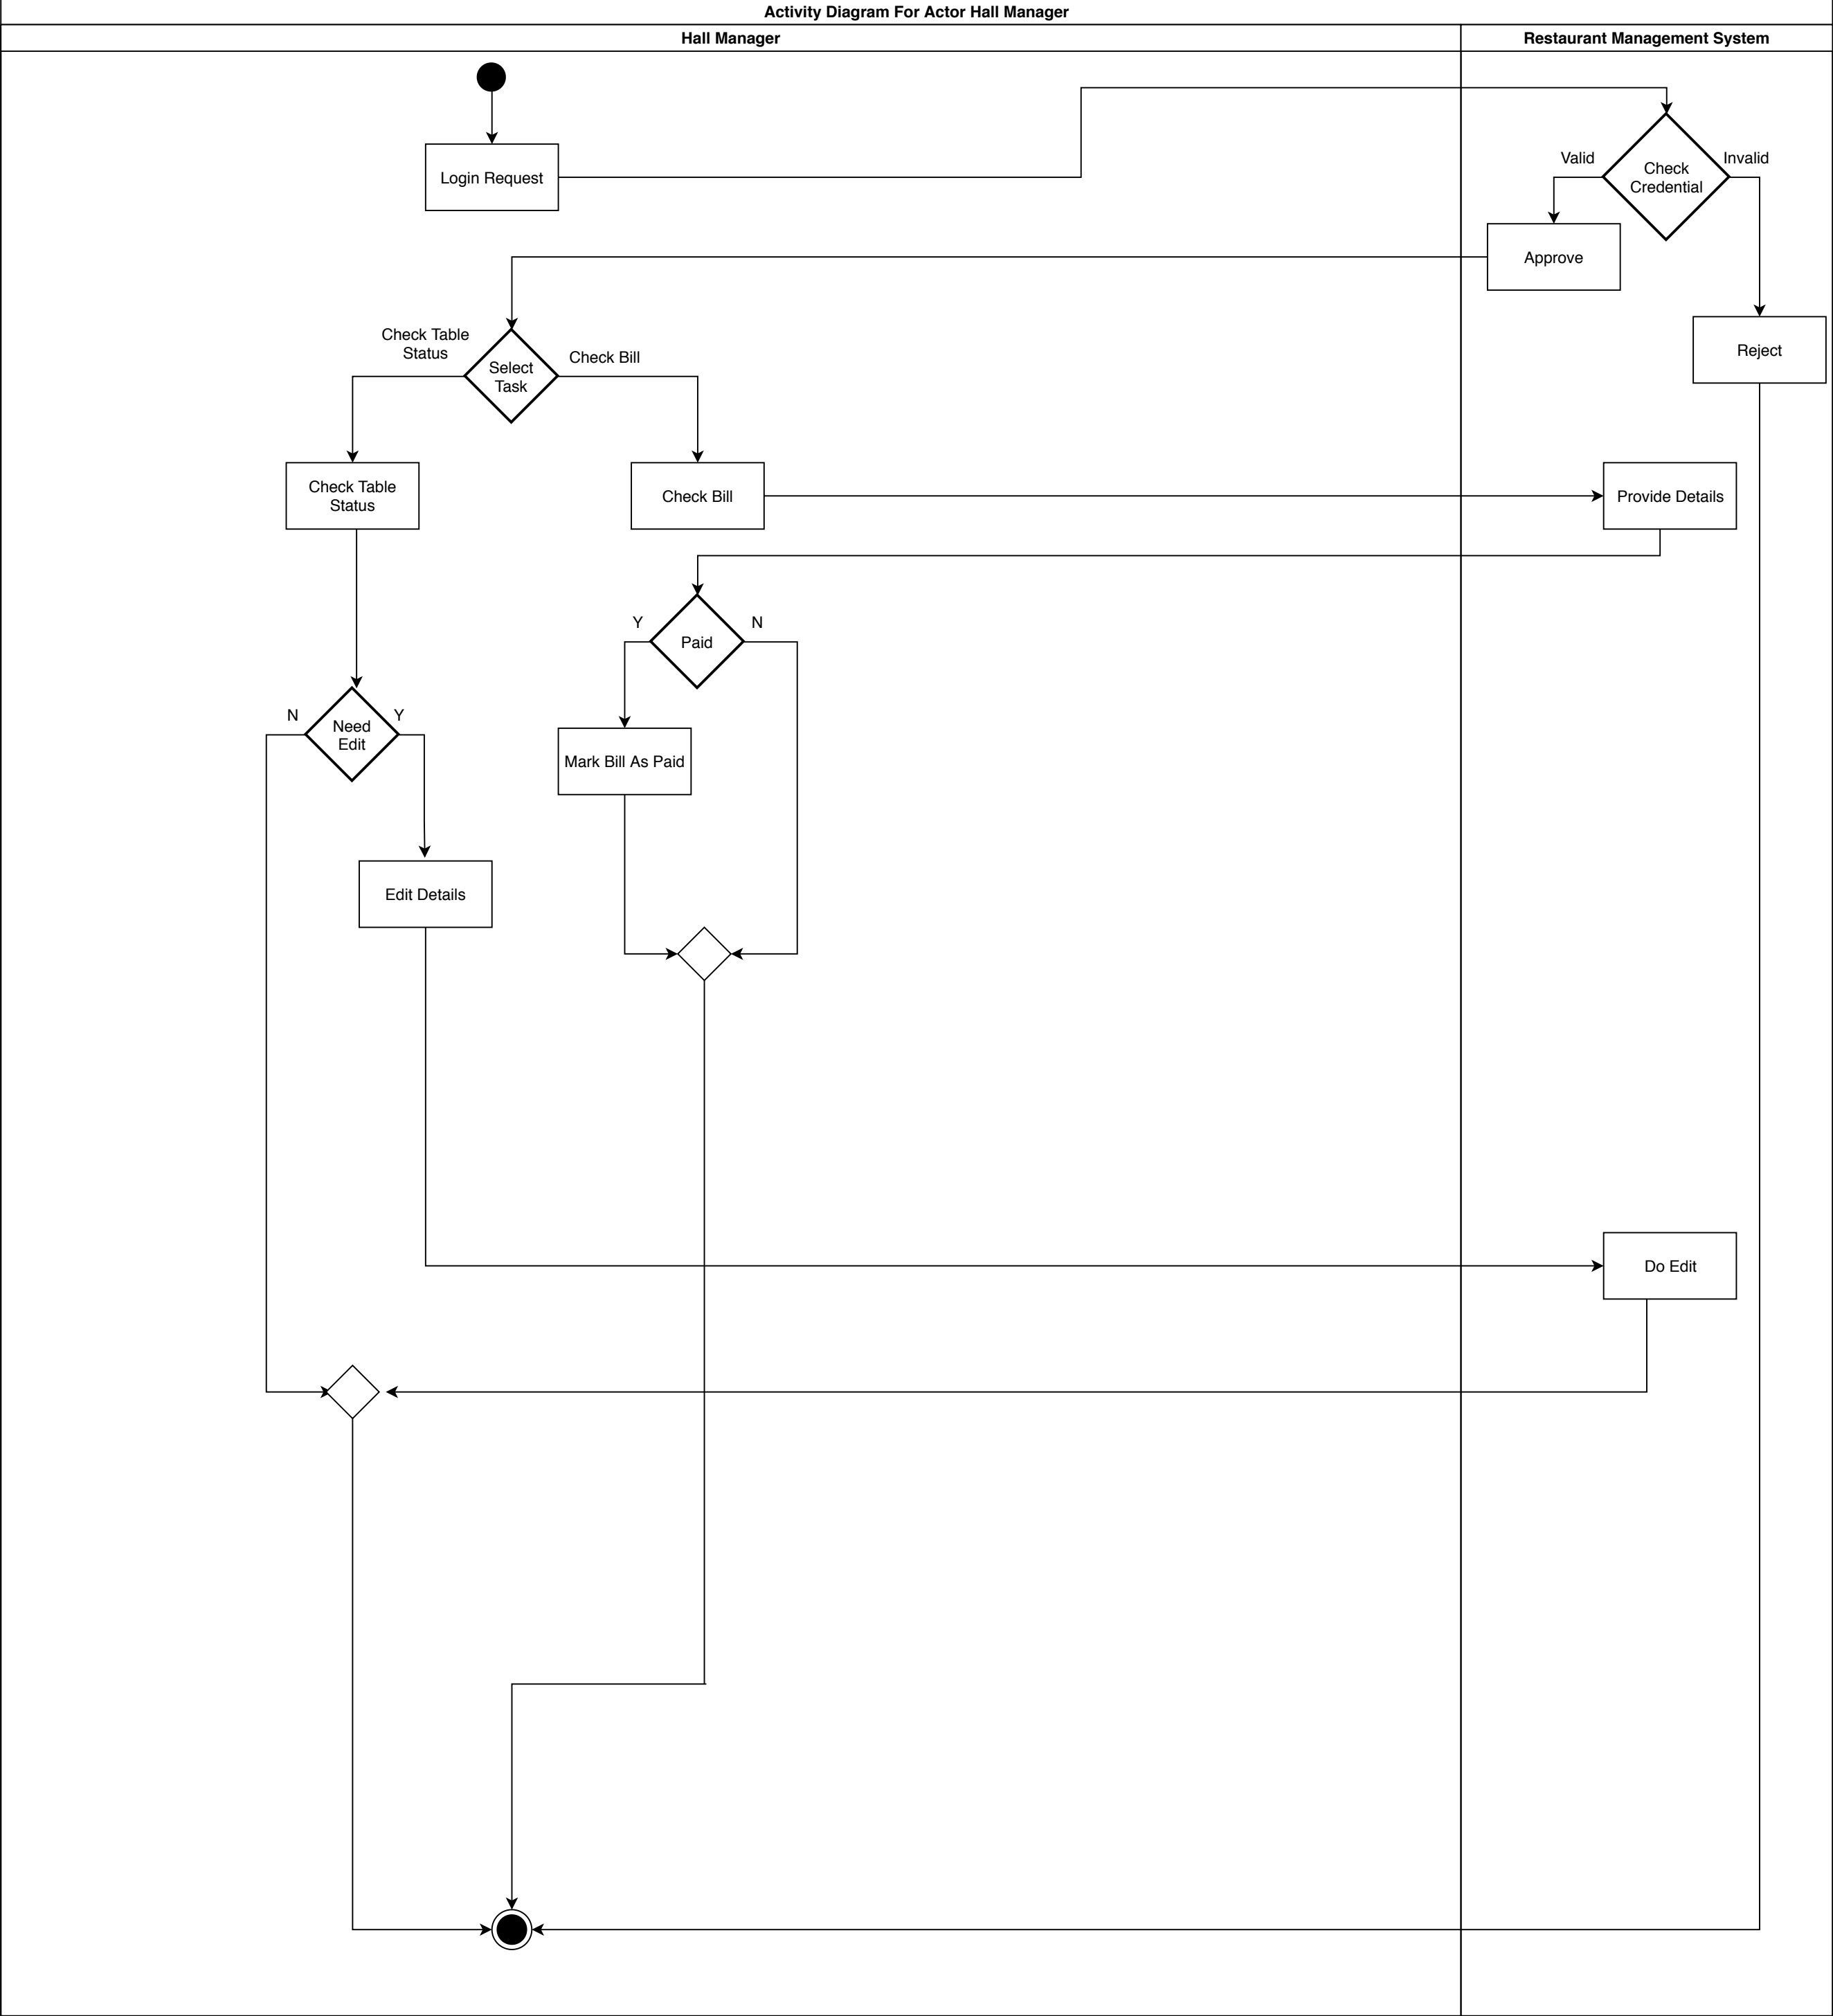 Activity Diagram For Actor Hall Manager
Hall Manager
Restaurant Management System
Login Request
Valid
Invalid
Check
Credential
Approve
Check Table
Status
Check Bill
Select
Task
Reject
Check Table
Status
Check Bill
Provide Details
Y
N
Paid
N
Y
Need
Edit
Mark Bill As Paid
Edit Details
Do Edit